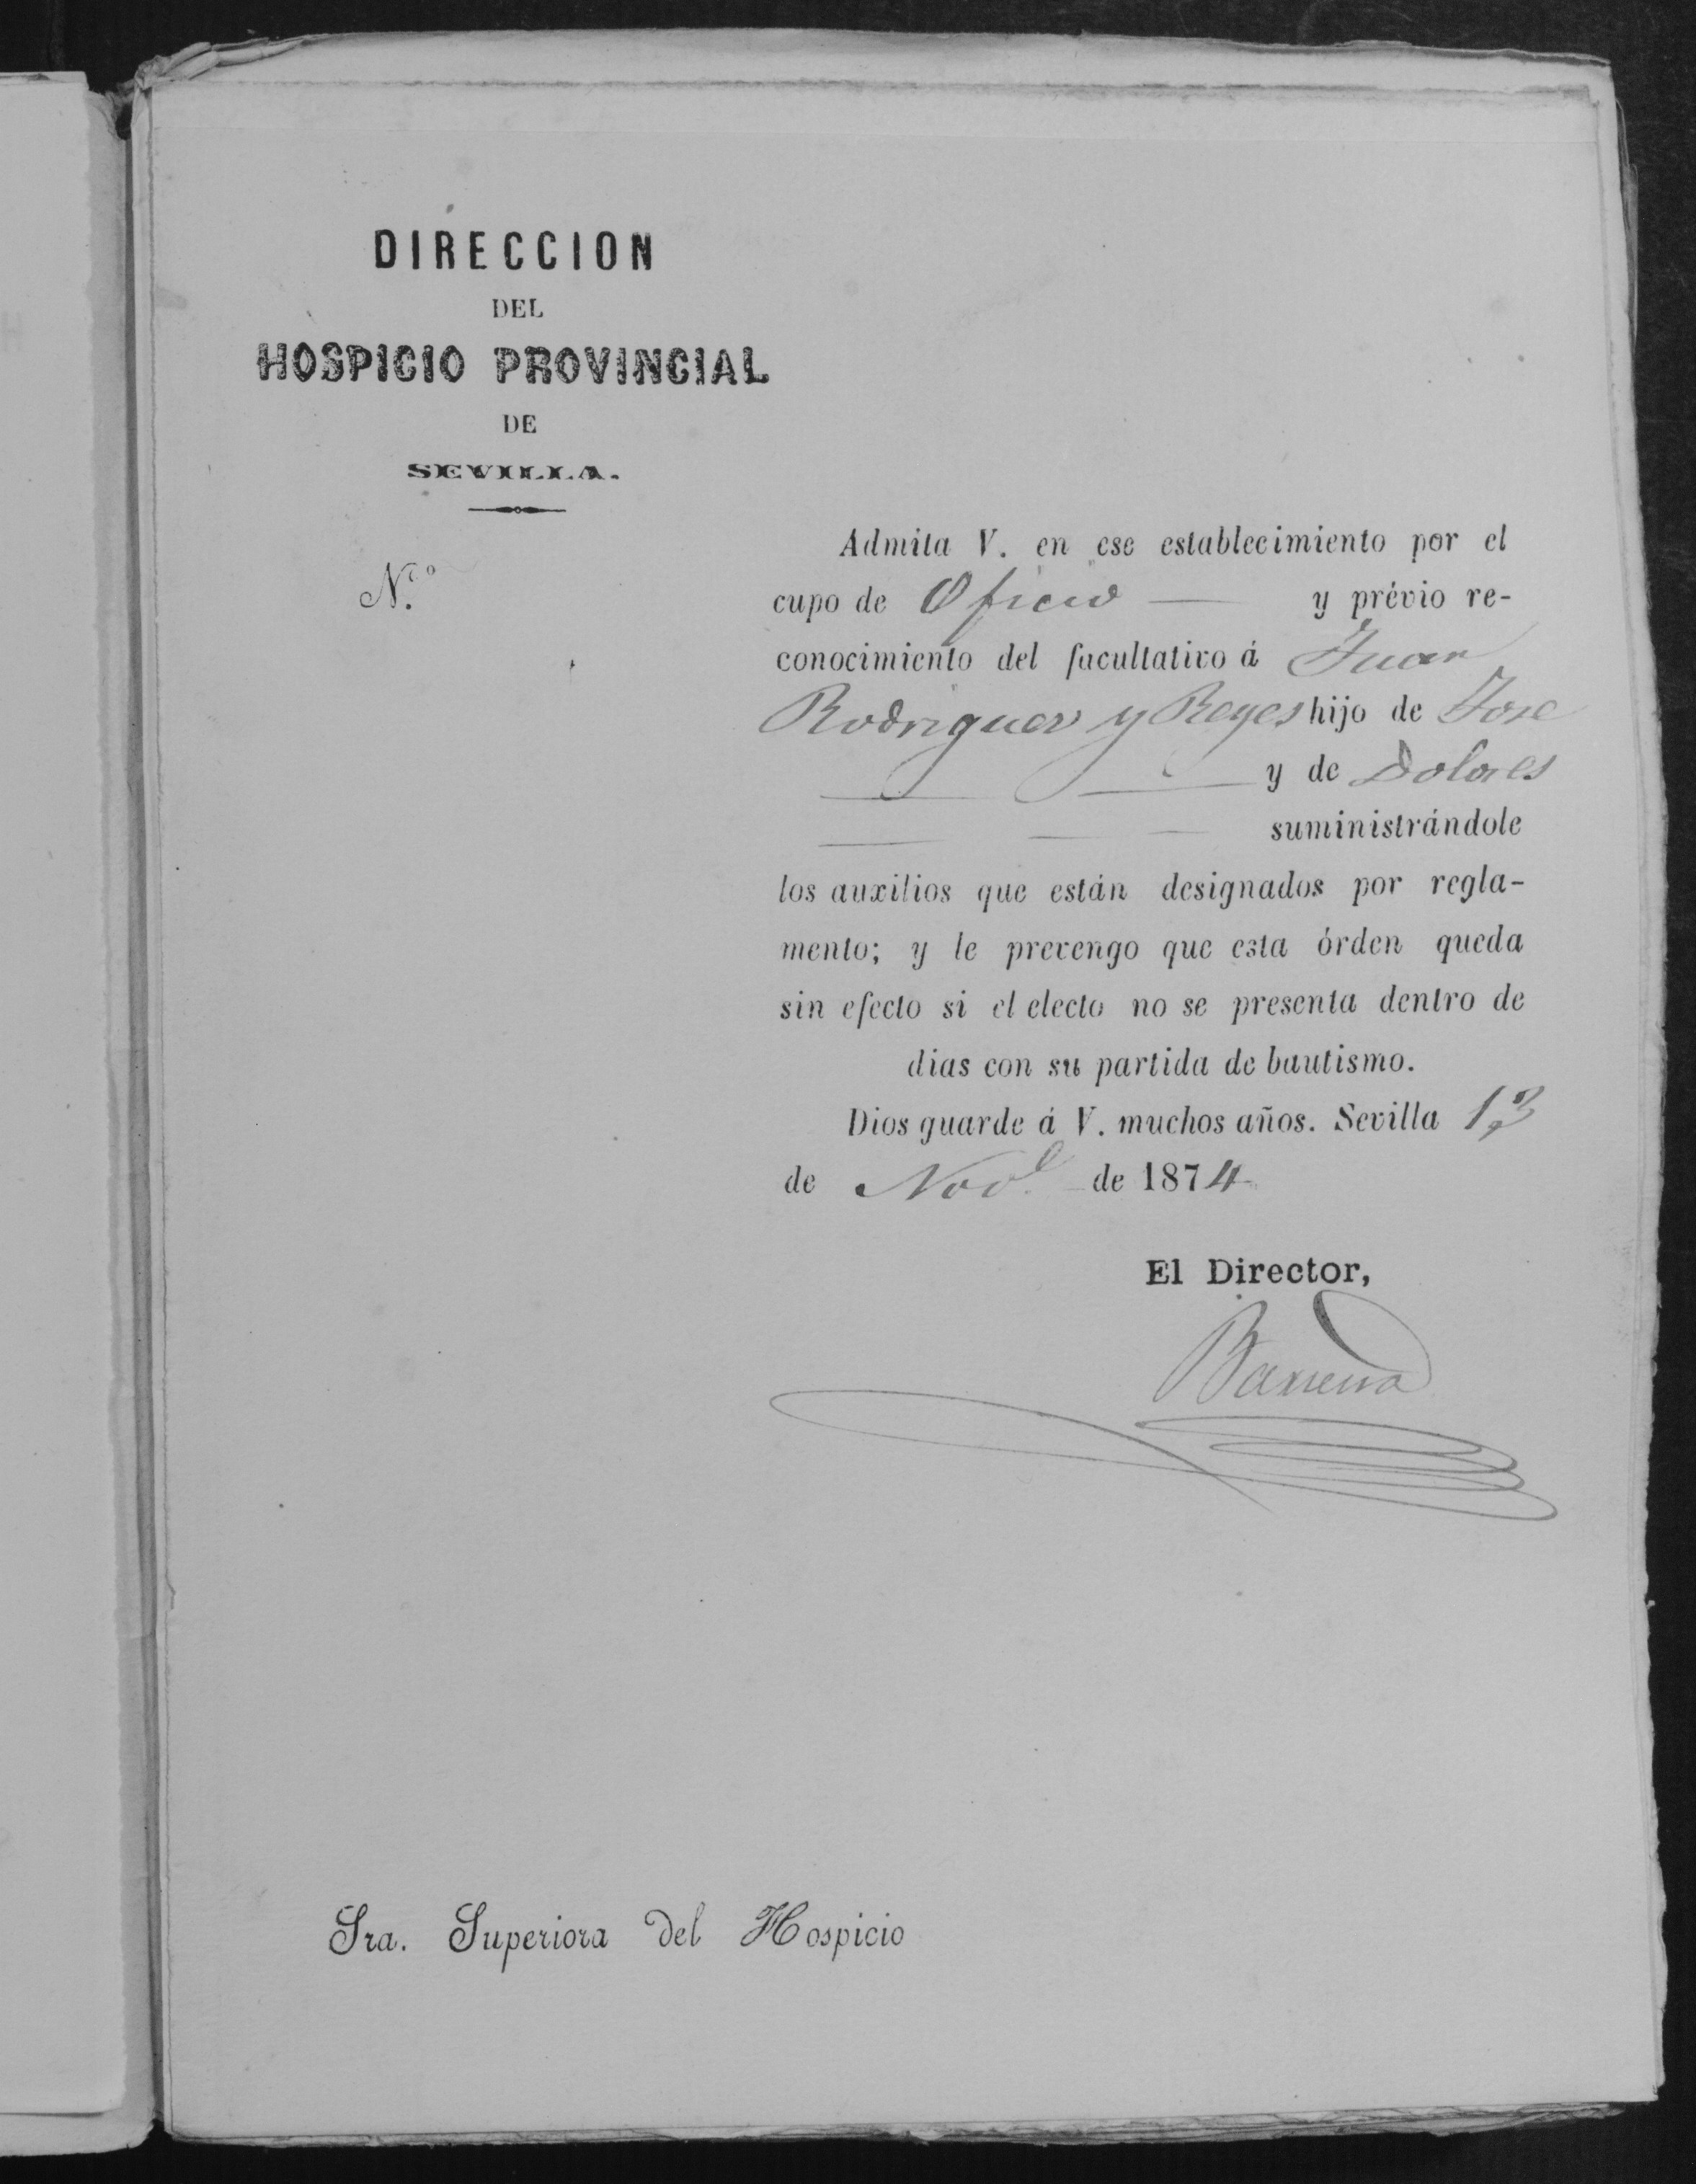 DIRECCION
DEL
HOSPICIO PROVINCIAL
DE
SEVILLA.
N.º
Admita V. en ese establecimiento por el
cupo de Oficio y prévio re-
conocimiento del facultativo á Juan
Rodriguez y Reyes hijo de Jose
y de Dolores
suministrándole
los auxilios que están designados por regla-
mento; y le prevengo que esta órden queda
sin efecto si el electo no se presenta dentro de
dias con su partida de bautismo.
Dios guarde á V. muchos años. Sevilla 13
de Nov.e de 1874
El Director,
Barrera
Sra. Superiora del Hospicio